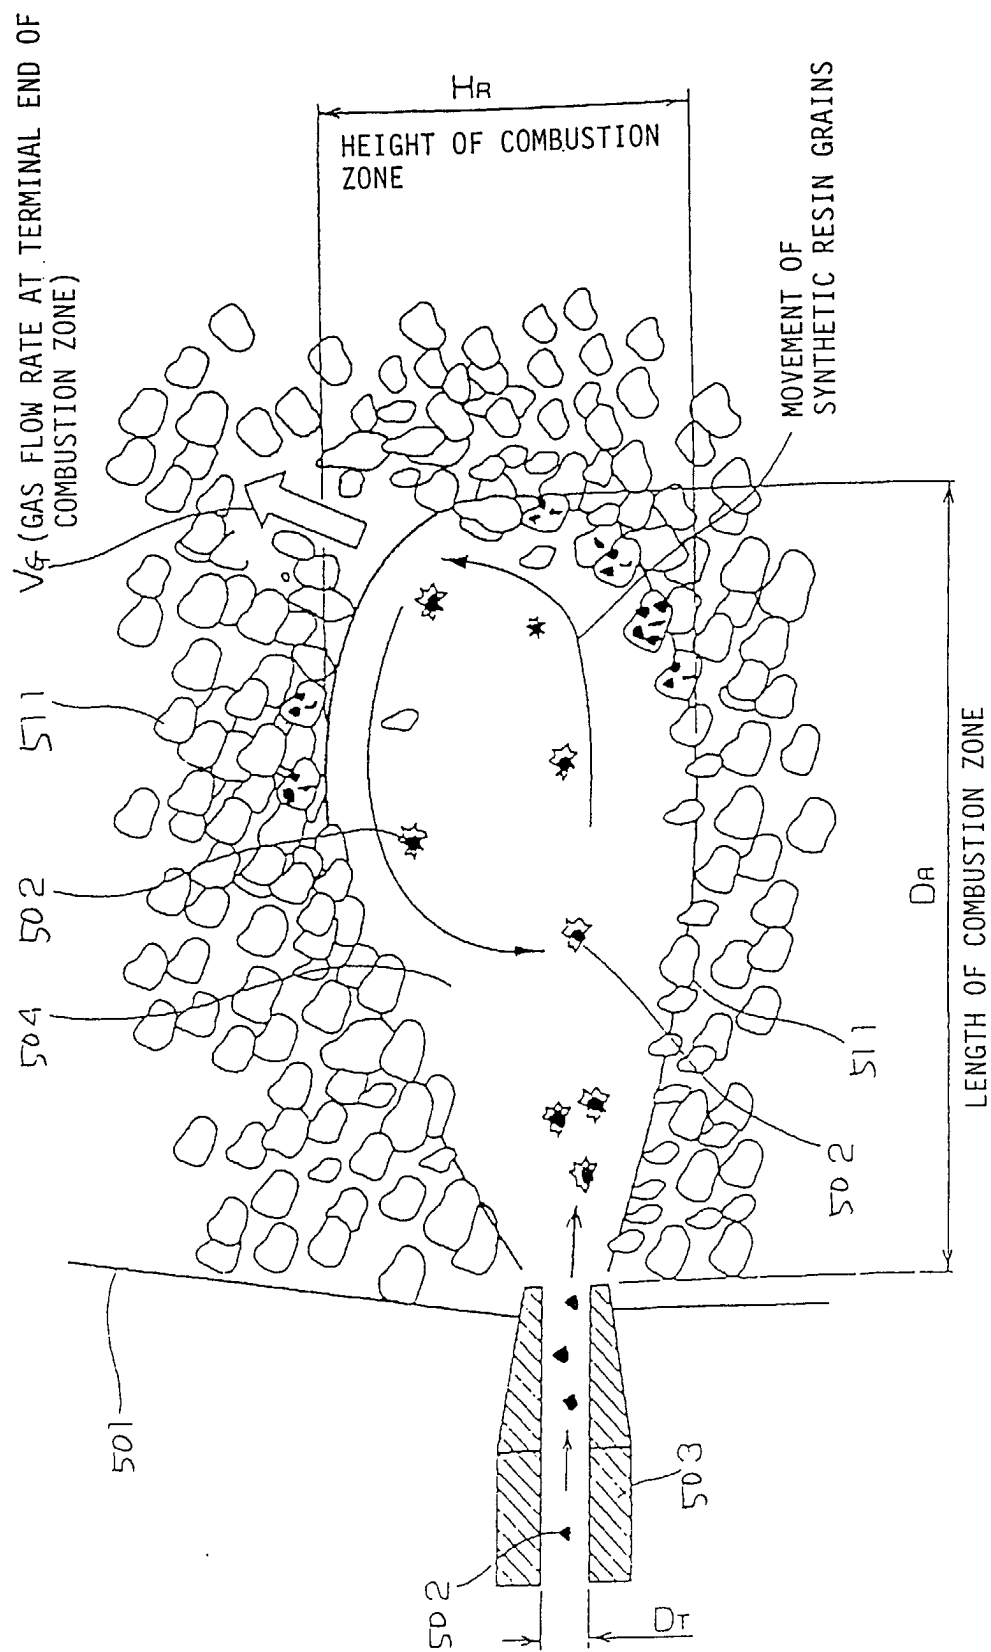 VG (GAS FLOW RATE AT TERMINAL END OF
COMBUSTION ZONE)
511
502
504
501
HR
HEIGHT OF COMBUSTION
ZONE
MOVEMENT OF
SYNTHETIC RESIN GRAINS
DR
LENGTH OF COMBUSTION ZONE
511
502
503
502
DT